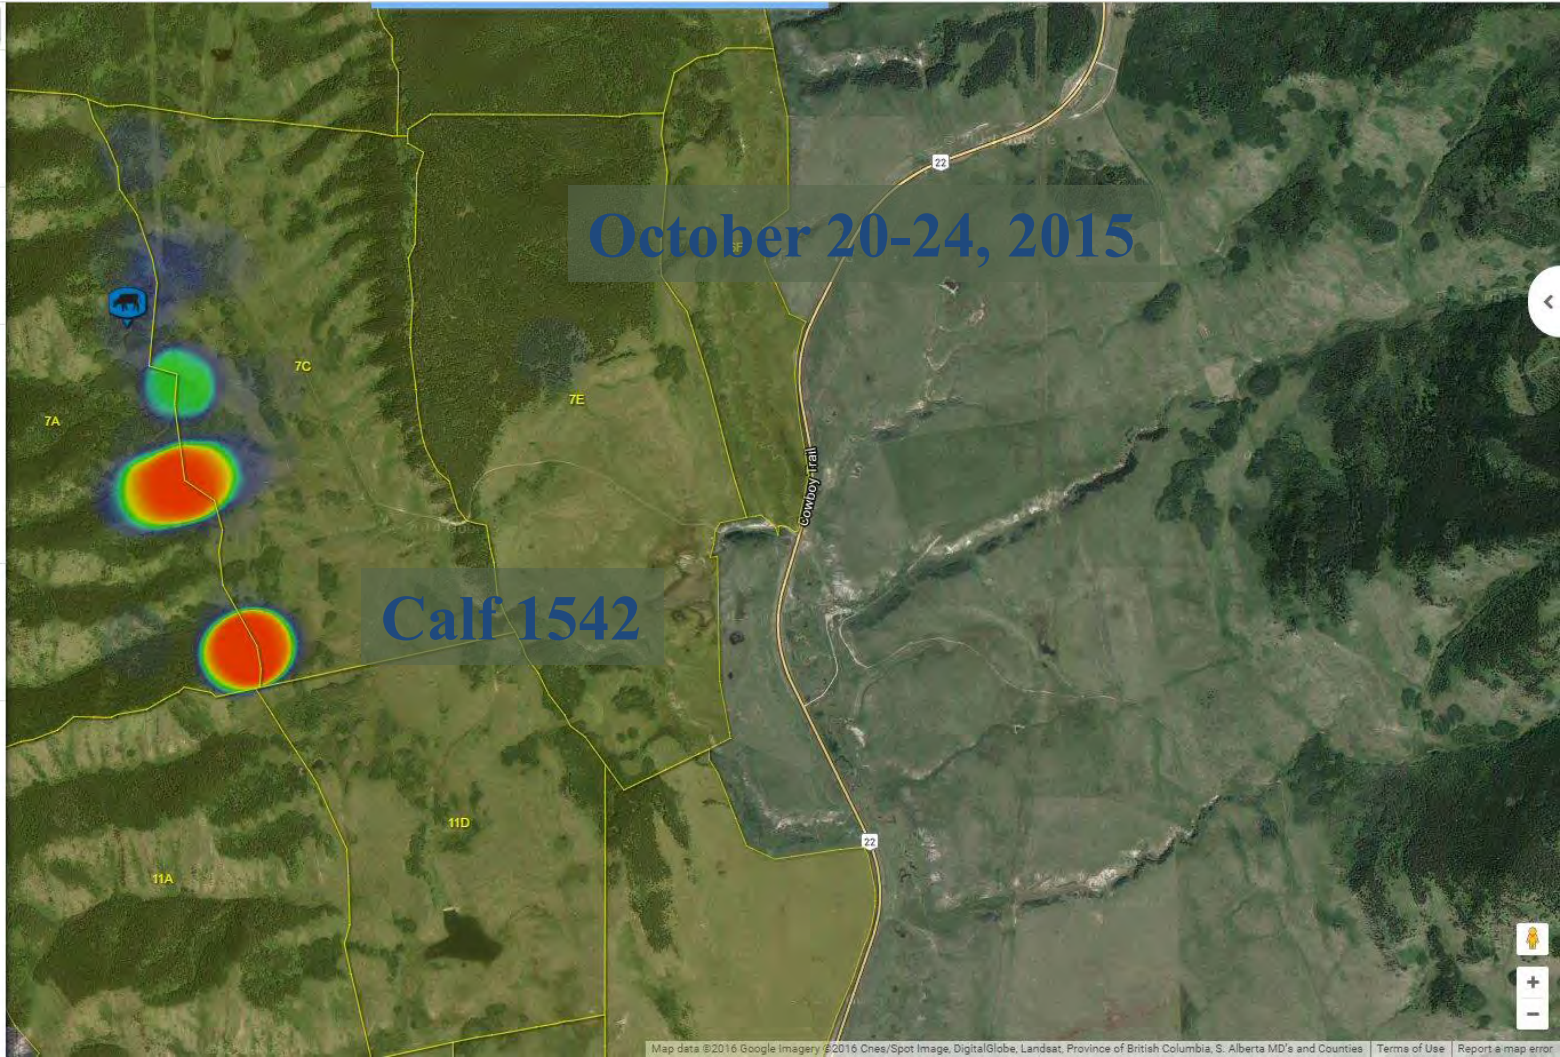 22
October 20-24, 2015
7C
7E
7A
Cowboy Trail
Calf 1542
11D
22
11A
Map data ©2016 Google Imagery ©2016 Cnes/Spot Image, DigitalGlobe, Landsat, Province of British Columbia, S. Alberta MD's and Counties
Terms of Use
Report a map error